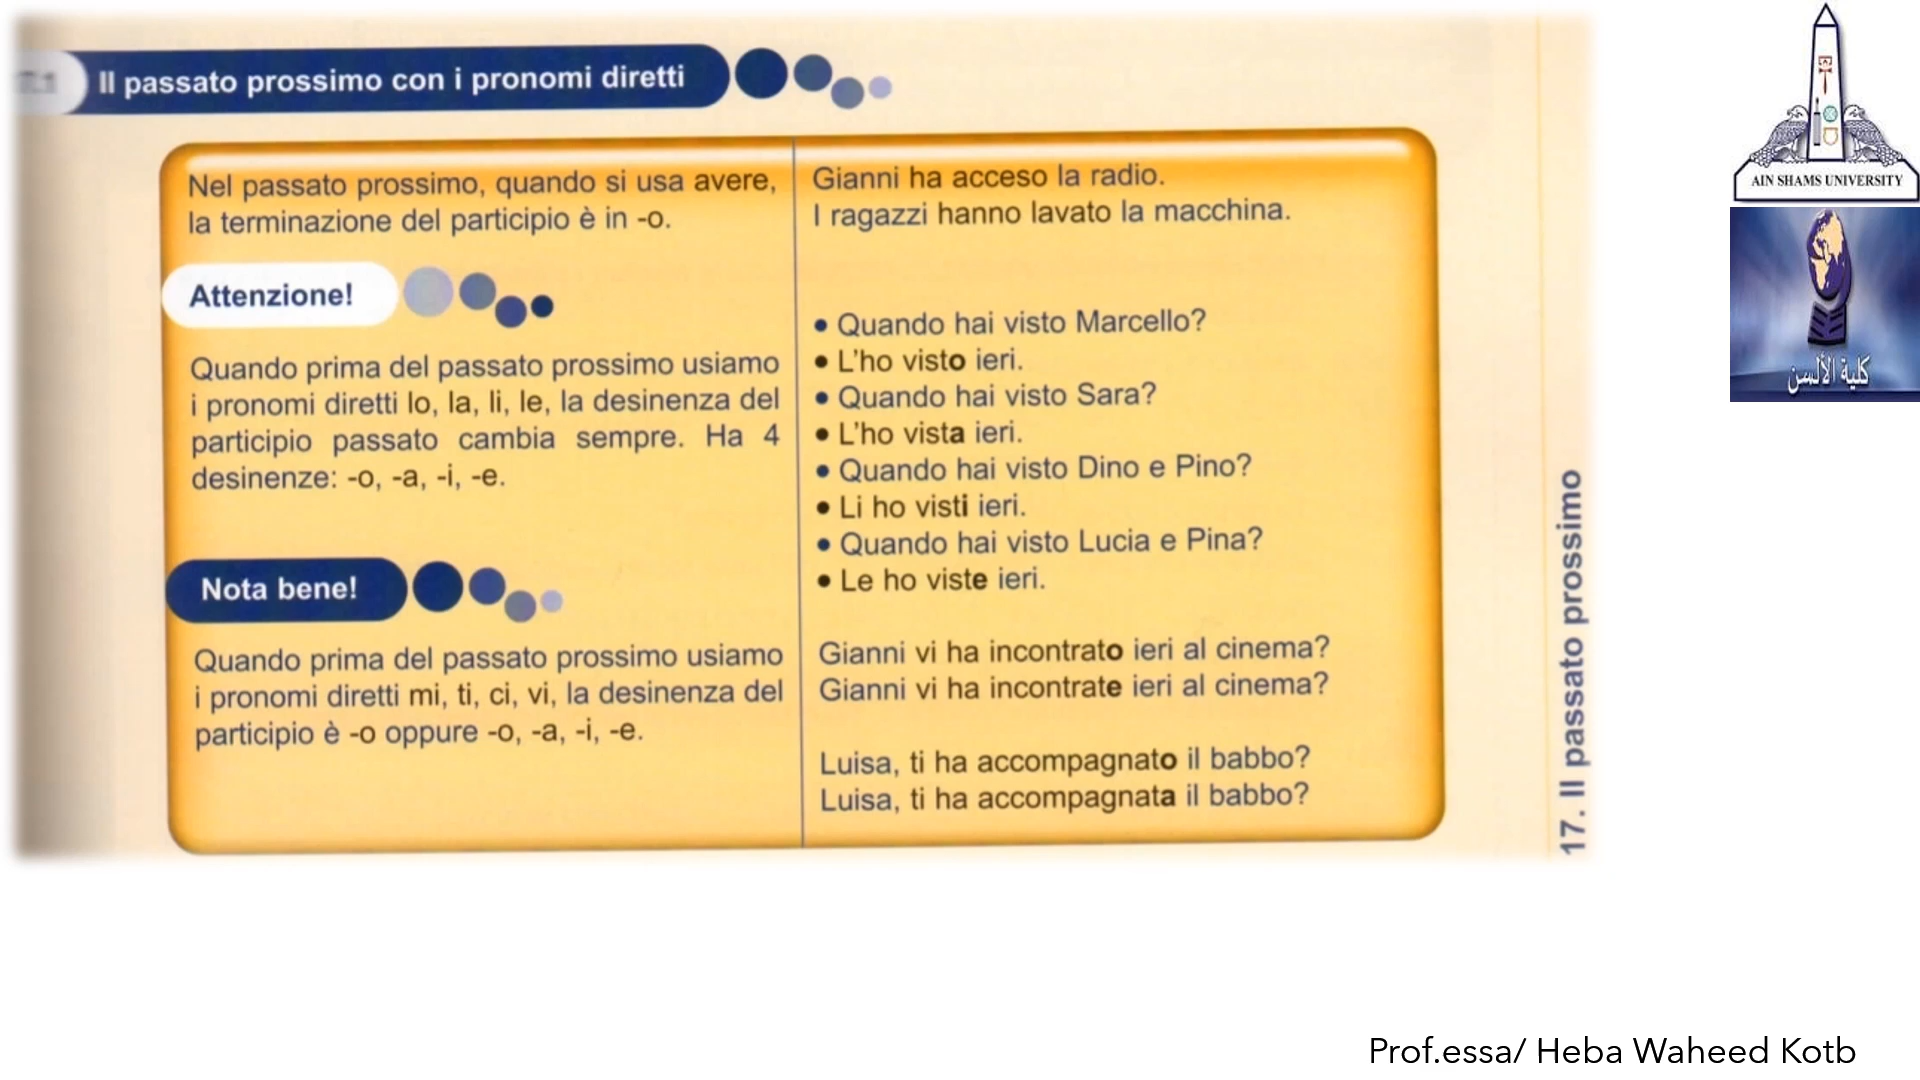 Il passato prossimo con i pronomi diretti
Nel passato prossimo, quando si usa avere,
la terminazione del participio è in -o.
Attenzione!
Quando prima del passato prossimo usiamo
i pronomi diretti lo, la, li, le, la desinenza del
participio passato cambia sempre. Ha 4
desinenze: -o, -a, -i, -e.
Nota bene!
Quando prima del passato prossimo usiamo
i pronomi diretti mi, ti, ci, vi, la desinenza del
participio è -o oppure -o, -a, -i, -e.
Gianni ha acceso la radio.
I ragazzi hanno lavato la macchina.
• Quando hai visto Marcello?
• L'ho visto ieri.
• Quando hai visto Sara?
• L'ho vista ieri.
• Quando hai visto Dino e Pino?
• Li ho visti ieri.
• Quando hai visto Lucia e Pina?
• Le ho viste ieri.
Gianni vi ha incontrato ieri al cinema?
Gianni vi ha incontrate ieri al cinema?
Luisa, ti ha accompagnato il babbo?
Luisa, ti ha accompagnata il babbo?
17. Il passato prossimo
AIN SHAMS UNIVERSITY
كلية الألسن
Prof.essa/ Heba Waheed Kotb